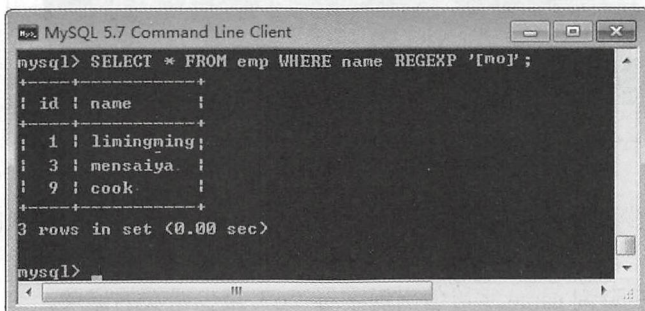 MySQL 5.7 Command Line Client
mysql> SELECT * FROM emp WHERE name REGEXP '[mo]';
+----+------------+
| id | name |
+----+------------+
| 1 | limingming |
| 3 | mensaiya |
| 9 | cook |
+----+------------+
3 rows in set (0.00 sec)
mysql> _